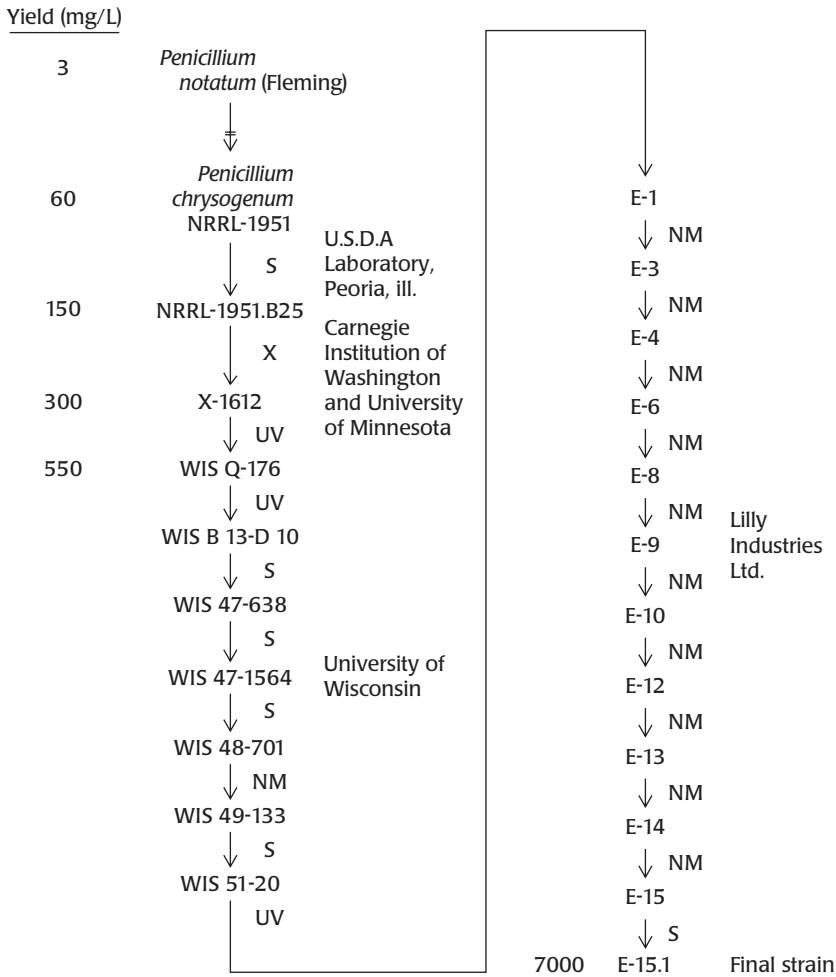 Yield (mg/L)
3
Penicillium
notatum (Fleming)
60
Penicillium
chrysogenum
NRRL-1951
S
U.S.D.A
Laboratory,
Peoria, ill.
150
NRRL-1951.B25
X
Carnegie
Institution of
Washington
and University
of Minnesota
300
X-1612
UV
550
WIS Q-176
UV
WIS B 13-D 10
S
WIS 47-638
S
WIS 47-1564
University of
Wisconsin
S
WIS 48-701
NM
WIS 49-133
S
WIS 51-20
UV
E-1
NM
E-3
NM
E-4
NM
E-6
NM
E-8
NM
Lilly
Industries
Ltd.
E-9
NM
E-10
NM
E-12
NM
E-13
NM
E-14
NM
E-15
S
7000 E-15.1 Final strain